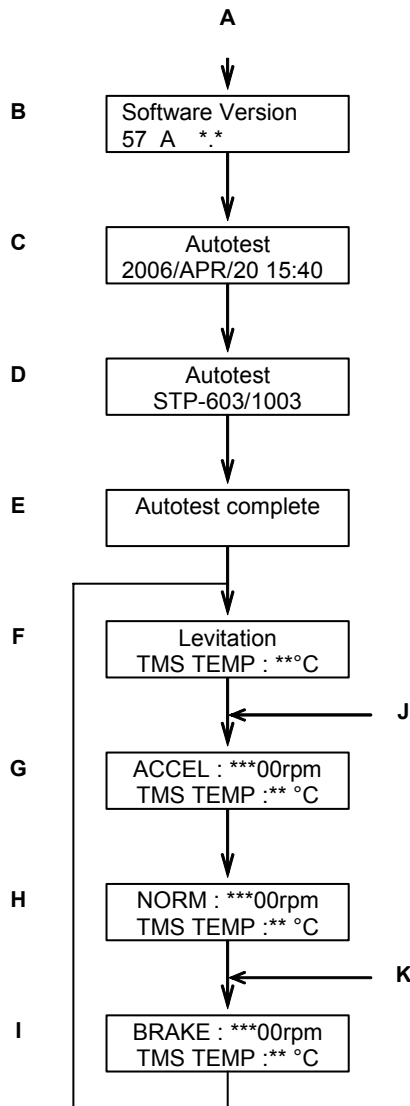 A
B
Software Version
57 A *.*
C
Autotest
2006/APR/20 15:40
D
Autotest
STP-603/1003
E
Autotest complete
F
Levitation
TMS TEMP : **°C
J
G
ACCEL : ***00rpm
TMS TEMP :** °C
H
NORM : ***00rpm
TMS TEMP :** °C
K
I
BRAKE : ***00rpm
TMS TEMP :** °C